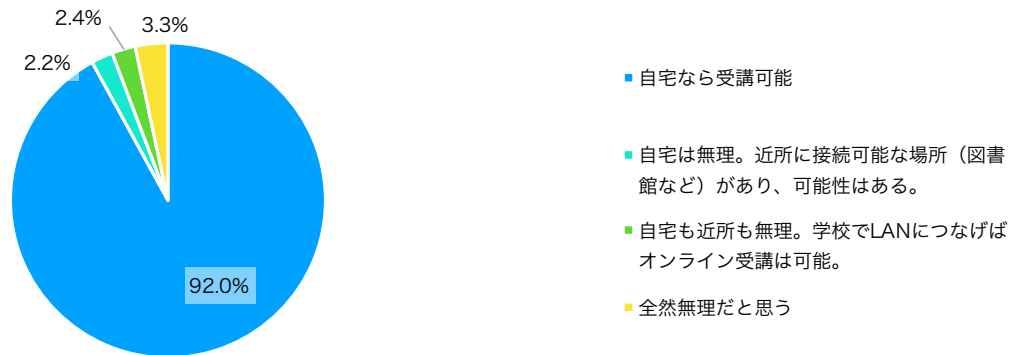 2.4%
3.3%
2.2%
92.0%
自宅なら受講可能
自宅は無理。近所に接続可能な場所（図書
館など）があり、可能性はある。
自宅も近所も無理。学校でLANにつなげば
オンライン受講は可能。
全然無理だと思う